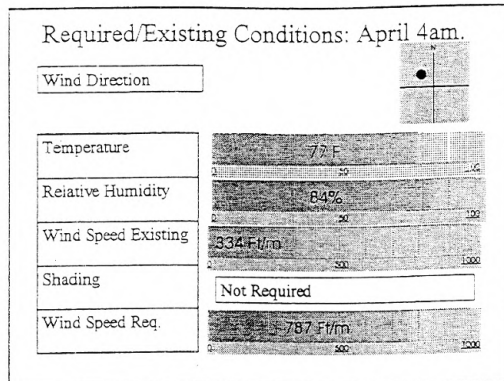 Required/Existing Conditions: April 4am.
N
Wind Direction
Temperature
77 F
0 50
Relative Humidity
84%
0 50 100
Wind Speed Existing
334 Ft/m
0 500 1000
Shading
Not Required
Wind Speed Req.
787 Ft/m
0 500 1000